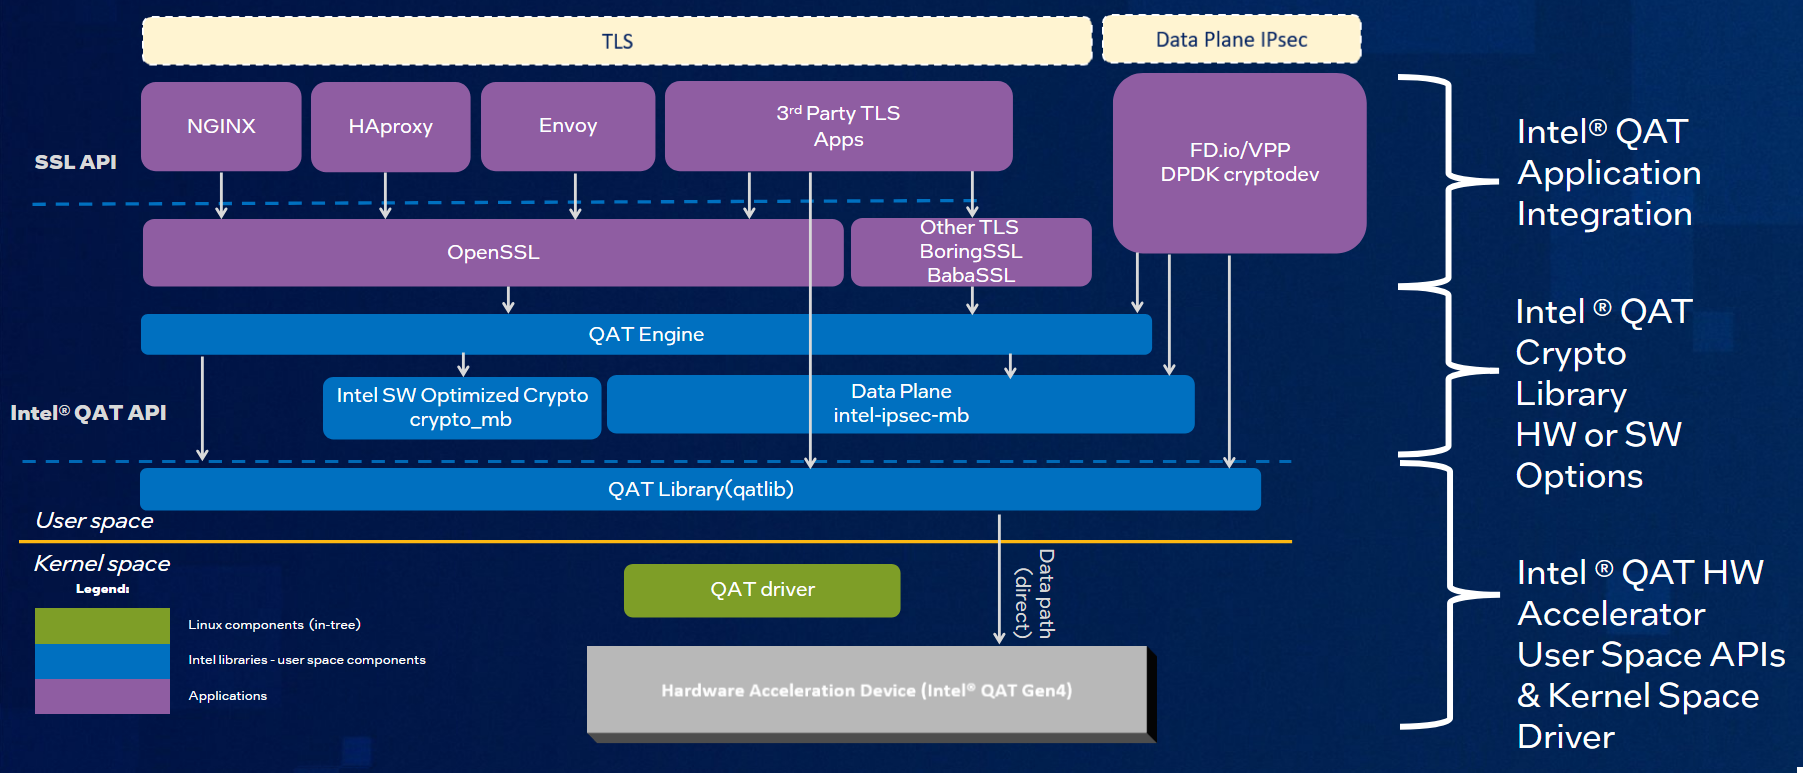 TLS
Data Plane IPsec
NGINX
HAproxy
Envoy
3rd Party TLS
Apps
FD.io/VPP
DPDK cryptodev
SSL API
OpenSSL
Other TLS
BoringSSL
BabaSSL
QAT Engine
Intel SW Optimized Crypto
crypto_mb
Data Plane
intel-ipsec-mb
Intel® QAT API
QAT Library(qatlib)
User space
Kernel space
QAT driver
Data path
(direct)
Hardware Acceleration Device (Intel® QAT Gen4)
Legend:
Linux components (in-tree)
Intel libraries - user space components
Applications
Intel® QAT
Application
Integration
Intel ® QAT
Crypto
Library
HW or SW
Options
Intel ® QAT HW
Accelerator
User Space APIs
& Kernel Space
Driver